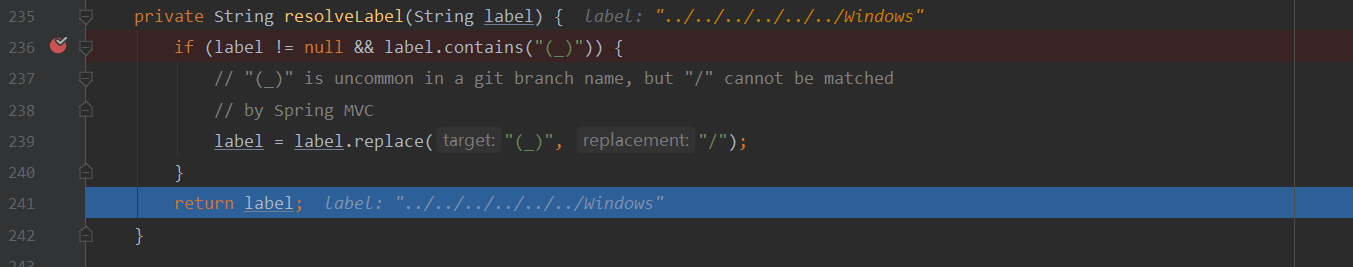 235 private String resolveLabel(String label) { label: "../../../../../../Windows"
236 if (label != null && label.contains("(_)")) {
237 // "(_)" is uncommon in a git branch name, but "/" cannot be matched
238 // by Spring MVC
239 label = label.replace( target: "(_)", replacement: "/");
240 }
241 return label; label: "../../../../../../Windows"
242 }